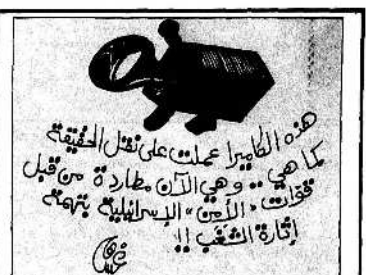 هذه الكاميرا عملت على نقل الحقيقة
كما هي .. وهي الآن مطاردة من قبل
قوات «الأمن» الإسرائيلية بتهمة
إثارة الشغب !!